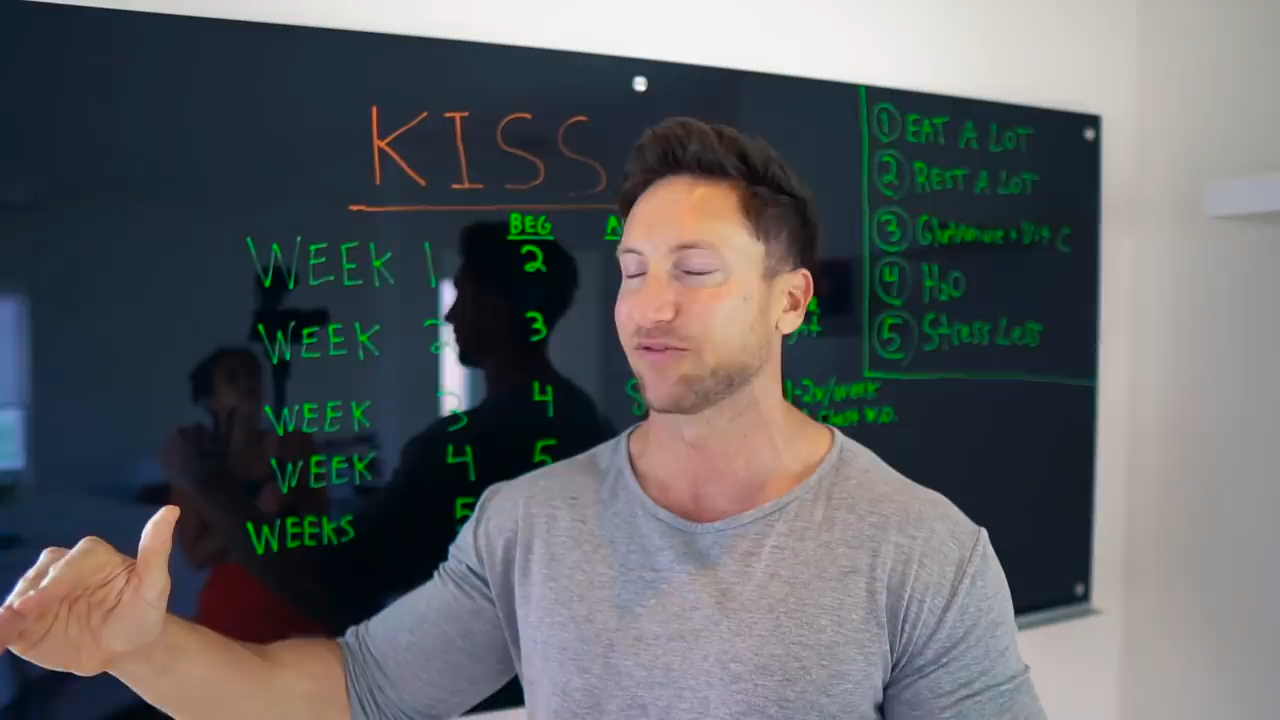 KISS
BEG
WEEK 1 2
WEEK 2 3
WEEK 3 4
WEEK 4 5
WEEKS 5
1-2x/week
Chest W.O.
① EAT A LOT
② REST A LOT
③ Glutamine + Vit C
④ H₂O
⑤ Stress Less